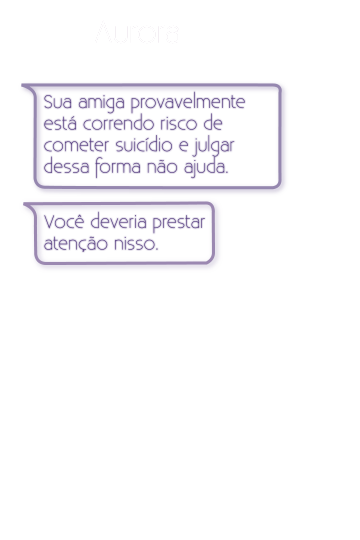 Aurora
Sua amiga provavelmente
está correndo risco de
cometer suicídio e julgar
dessa forma não ajuda.
Você deveria prestar
atenção nisso.